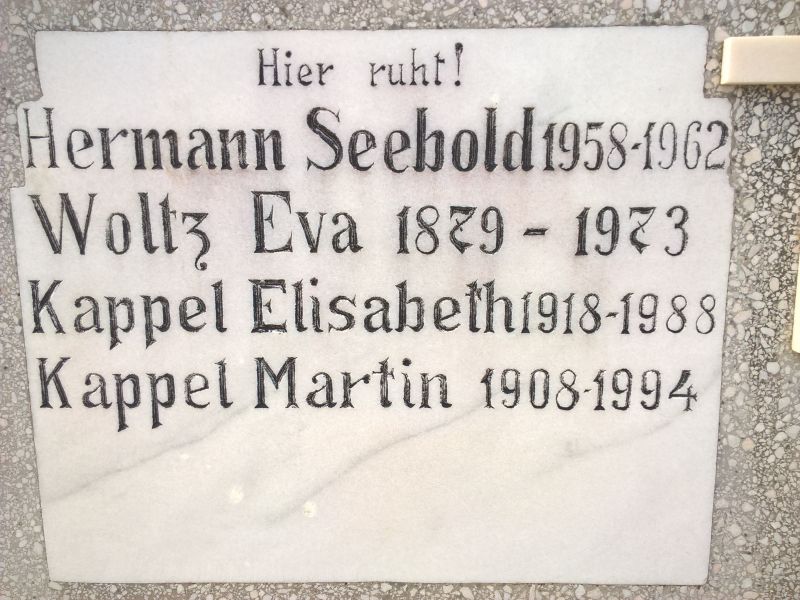 Hier ruht!
Hermann Seebold 1958-1962
Woltz Eva 1879 - 1973
Kappel Elisabeth 1918-1988
Kappel Martin 1908-1994